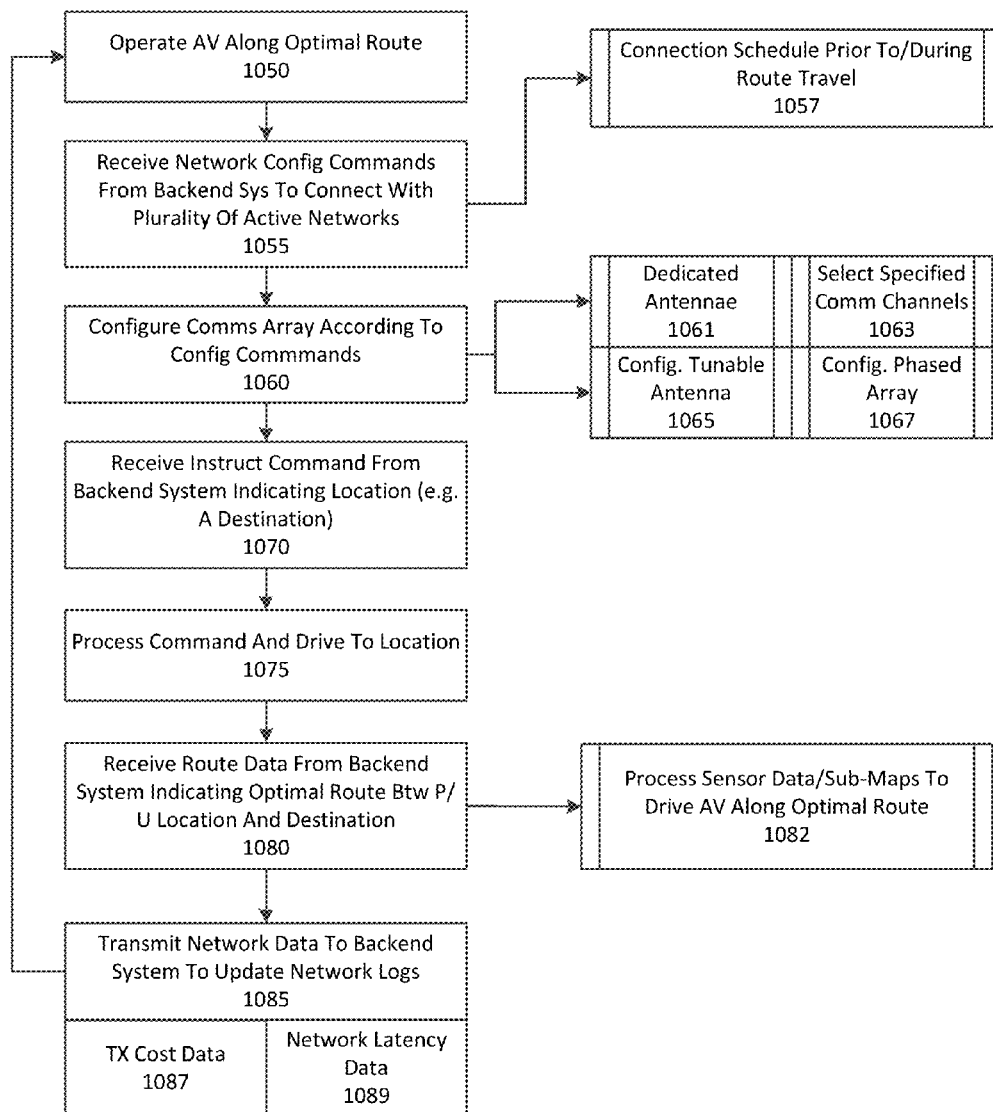 Operate AV Along Optimal Route
1050
Connection Schedule Prior To/During
Route Travel
1057
Receive Network Config Commands
From Backend Sys To Connect With
Plurality Of Active Networks
1055
Configure Comms Array According To
Config Commmands
1060
Dedicated
Antennae
1061
Select Specified
Comm Channels
1063
Config. Tunable
Antenna
1065
Config. Phased
Array
1067
Receive Instruct Command From
Backend System Indicating Location (e.g.
A Destination)
1070
Process Command And Drive To Location
1075
Receive Route Data From Backend
System Indicating Optimal Route Btw P/
U Location And Destination
1080
Process Sensor Data/Sub-Maps To
Drive AV Along Optimal Route
1082
Transmit Network Data To Backend
System To Update Network Logs
1085
TX Cost Data
1087
Network Latency
Data
1089